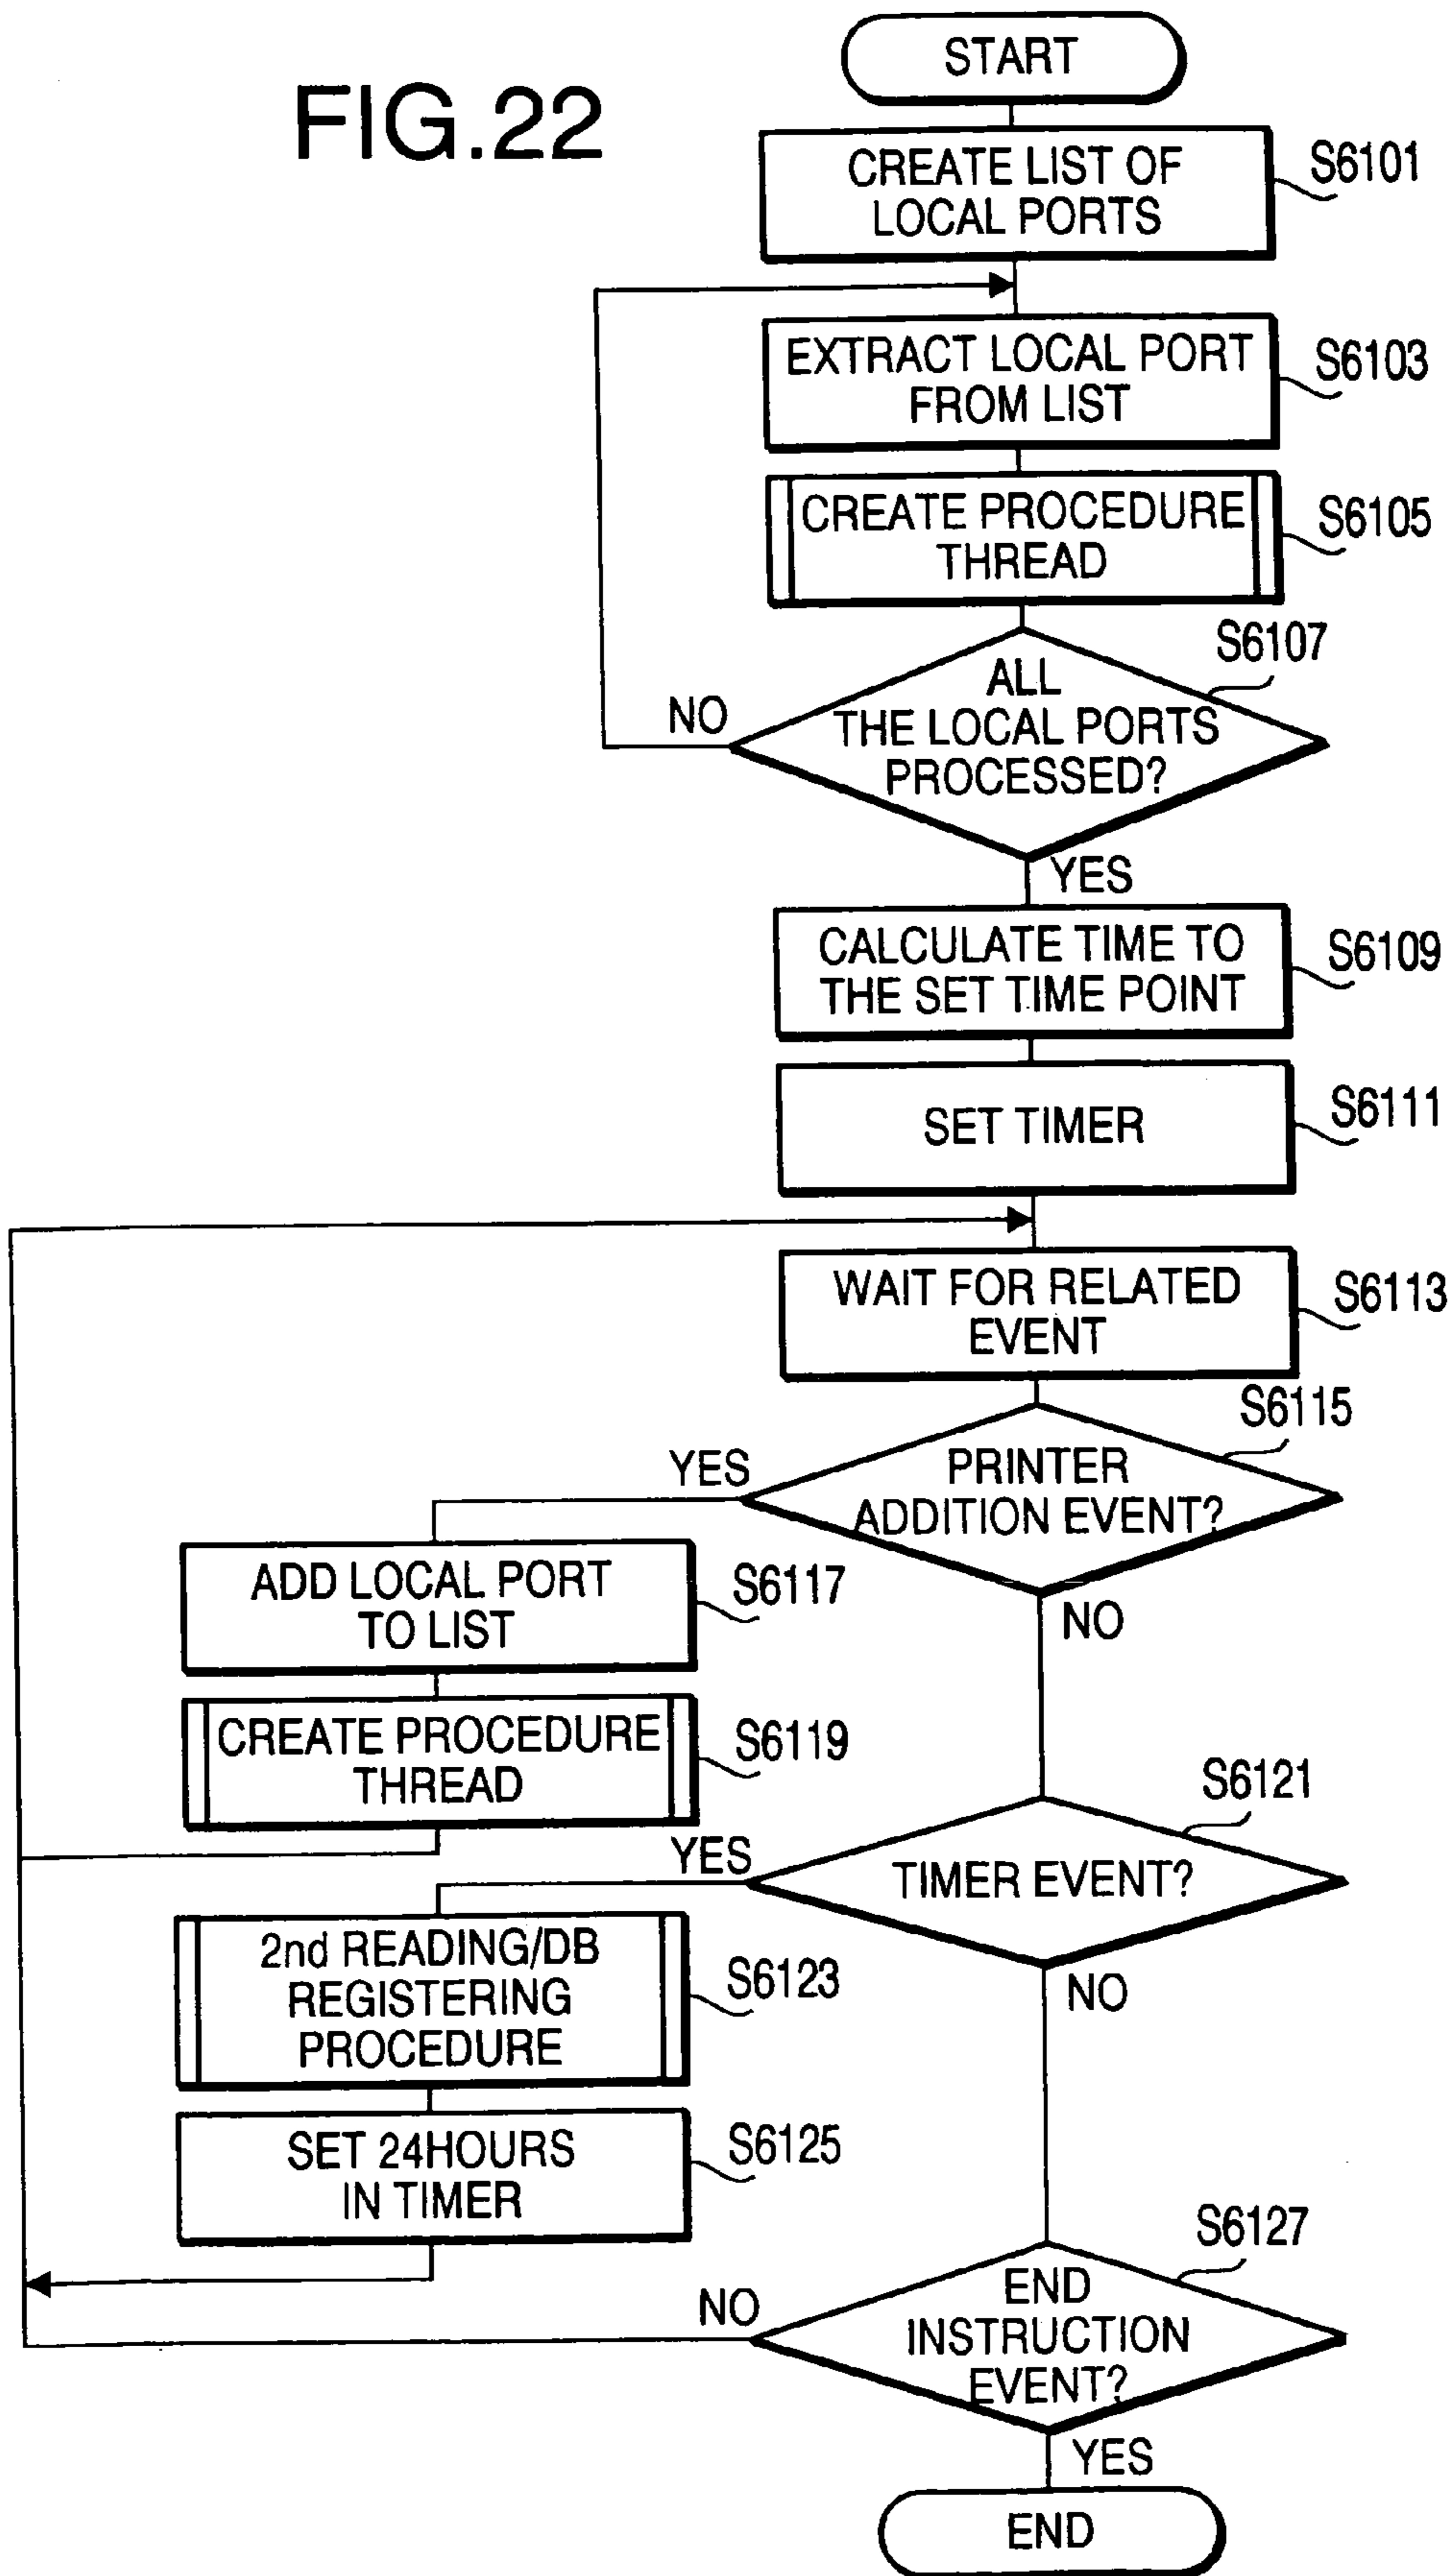 FIG.22
START
CREATE LIST OF
LOCAL PORTS
S6101
EXTRACT LOCAL PORT
FROM LIST
S6103
CREATE PROCEDURE
THREAD
S6105
S6107
ALL
THE LOCAL PORTS
PROCESSED?
NO
YES
CALCULATE TIME TO
THE SET TIME POINT
S6109
SET TIMER
S6111
WAIT FOR RELATED
EVENT
S6113
S6115
PRINTER
ADDITION EVENT?
YES
NO
ADD LOCAL PORT
TO LIST
S6117
CREATE PROCEDURE
THREAD
S6119
S6121
TIMER EVENT?
YES
NO
2nd READING/DB
REGISTERING
PROCEDURE
S6123
SET 24HOURS
IN TIMER
S6125
S6127
END
INSTRUCTION
EVENT?
NO
YES
END